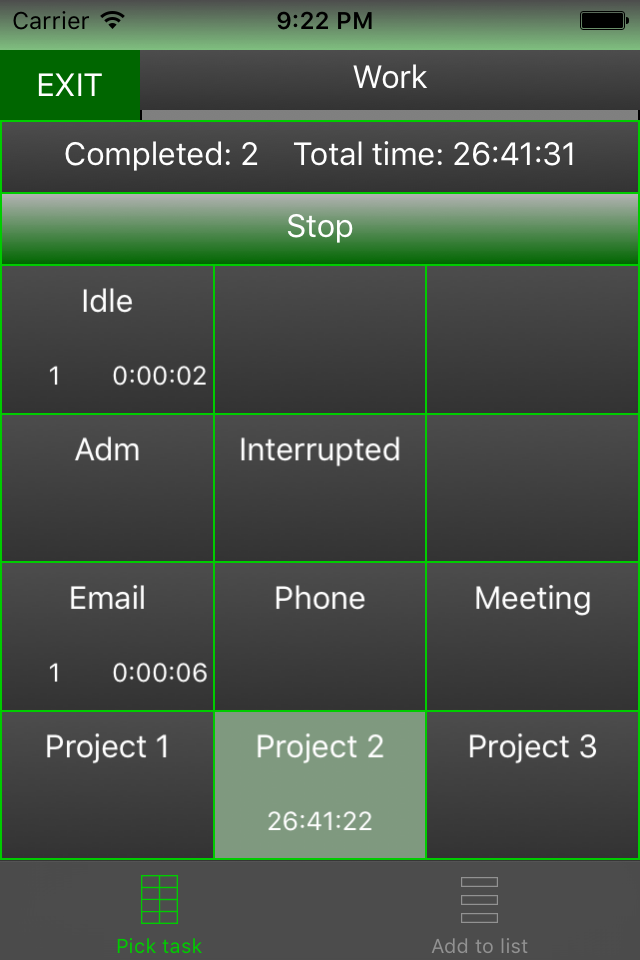 Carrier 9:22 PM
EXIT Work
Completed: 2 Total time: 26:41:31
Stop
Idle
1 0:00:02
Adm Interrupted
Email Phone Meeting
1 0:00:06
Project 1 Project 2 Project 3
26:41:22
Pick task Add to list